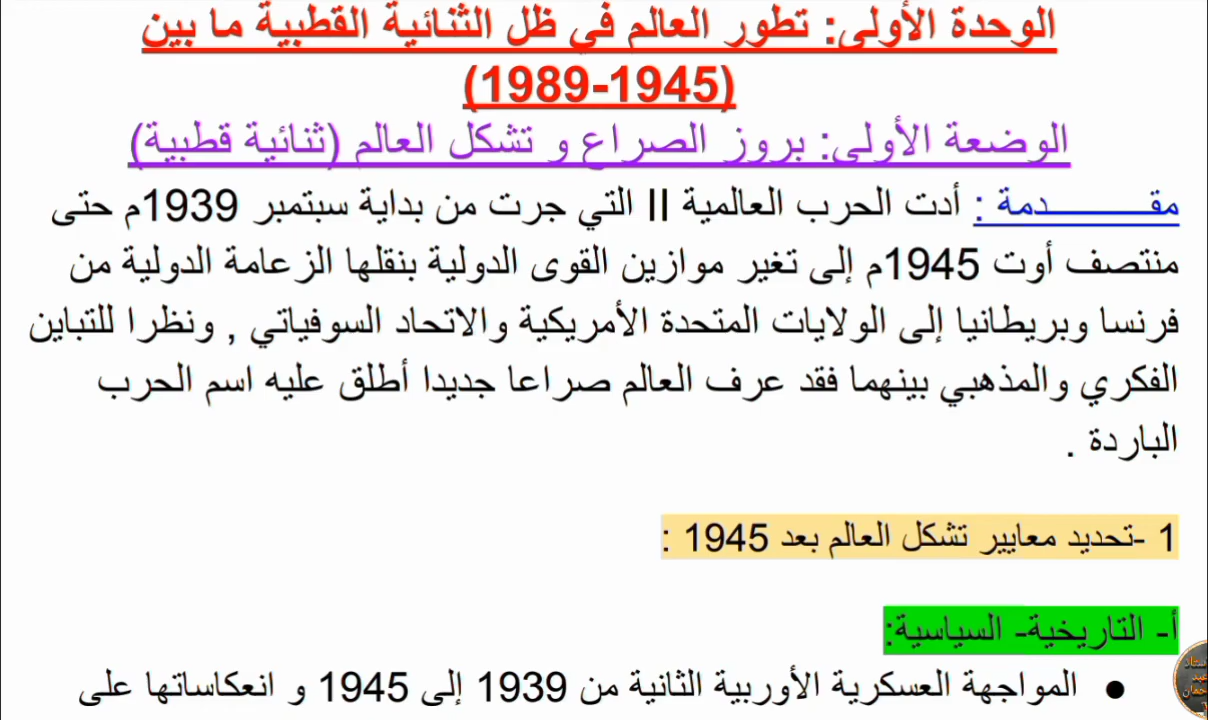 الوحدة الأولى: تطور العالم في ظل الثنائية القطبية ما بين
(1945-1989)
الوضعة الأولى: بروز الصراع و تشكل العالم (ثنائية قطبية)
مقـــــــــدمة : أدت الحرب العالمية II التي جرت من بداية سبتمبر 1939م حتى
منتصف أوت 1945م إلى تغير موازين القوى الدولية بنقلها الزعامة الدولية من
فرنسا وبريطانيا إلى الولايات المتحدة الأمريكية والاتحاد السوفياتي , ونظرا للتباين
الفكري والمذهبي بينهما فقد عرف العالم صراعا جديدا أطلق عليه اسم الحرب
الباردة .
1 -تحديد معايير تشكل العالم بعد 1945 :
أ- التاريخية- السياسية:
● المواجهة العسكرية الأوربية الثانية من 1939 إلى 1945 و انعكاساتها على